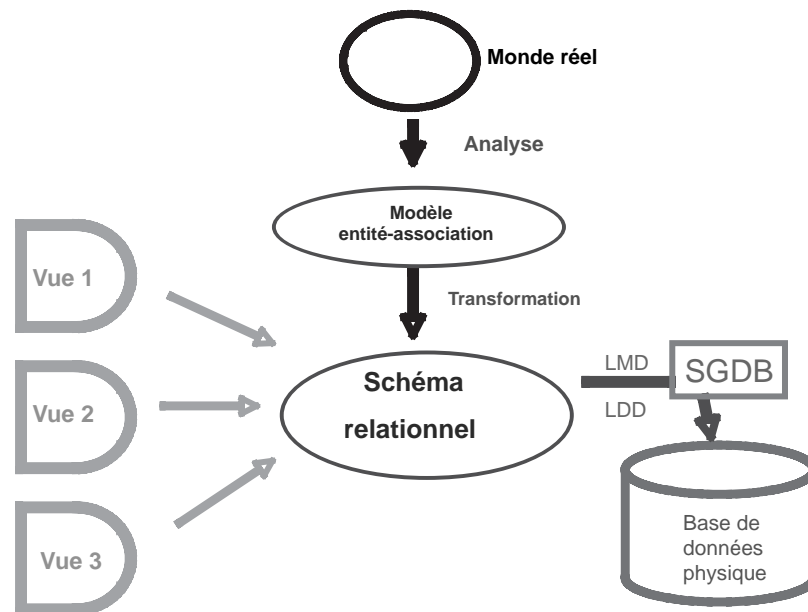 Monde réel
Analyse
Modèle
entité-association
Transformation
Vue 1
Vue 2
Vue 3
Schéma
relationnel
LMD
LDD
SGDB
Base de
données
physique